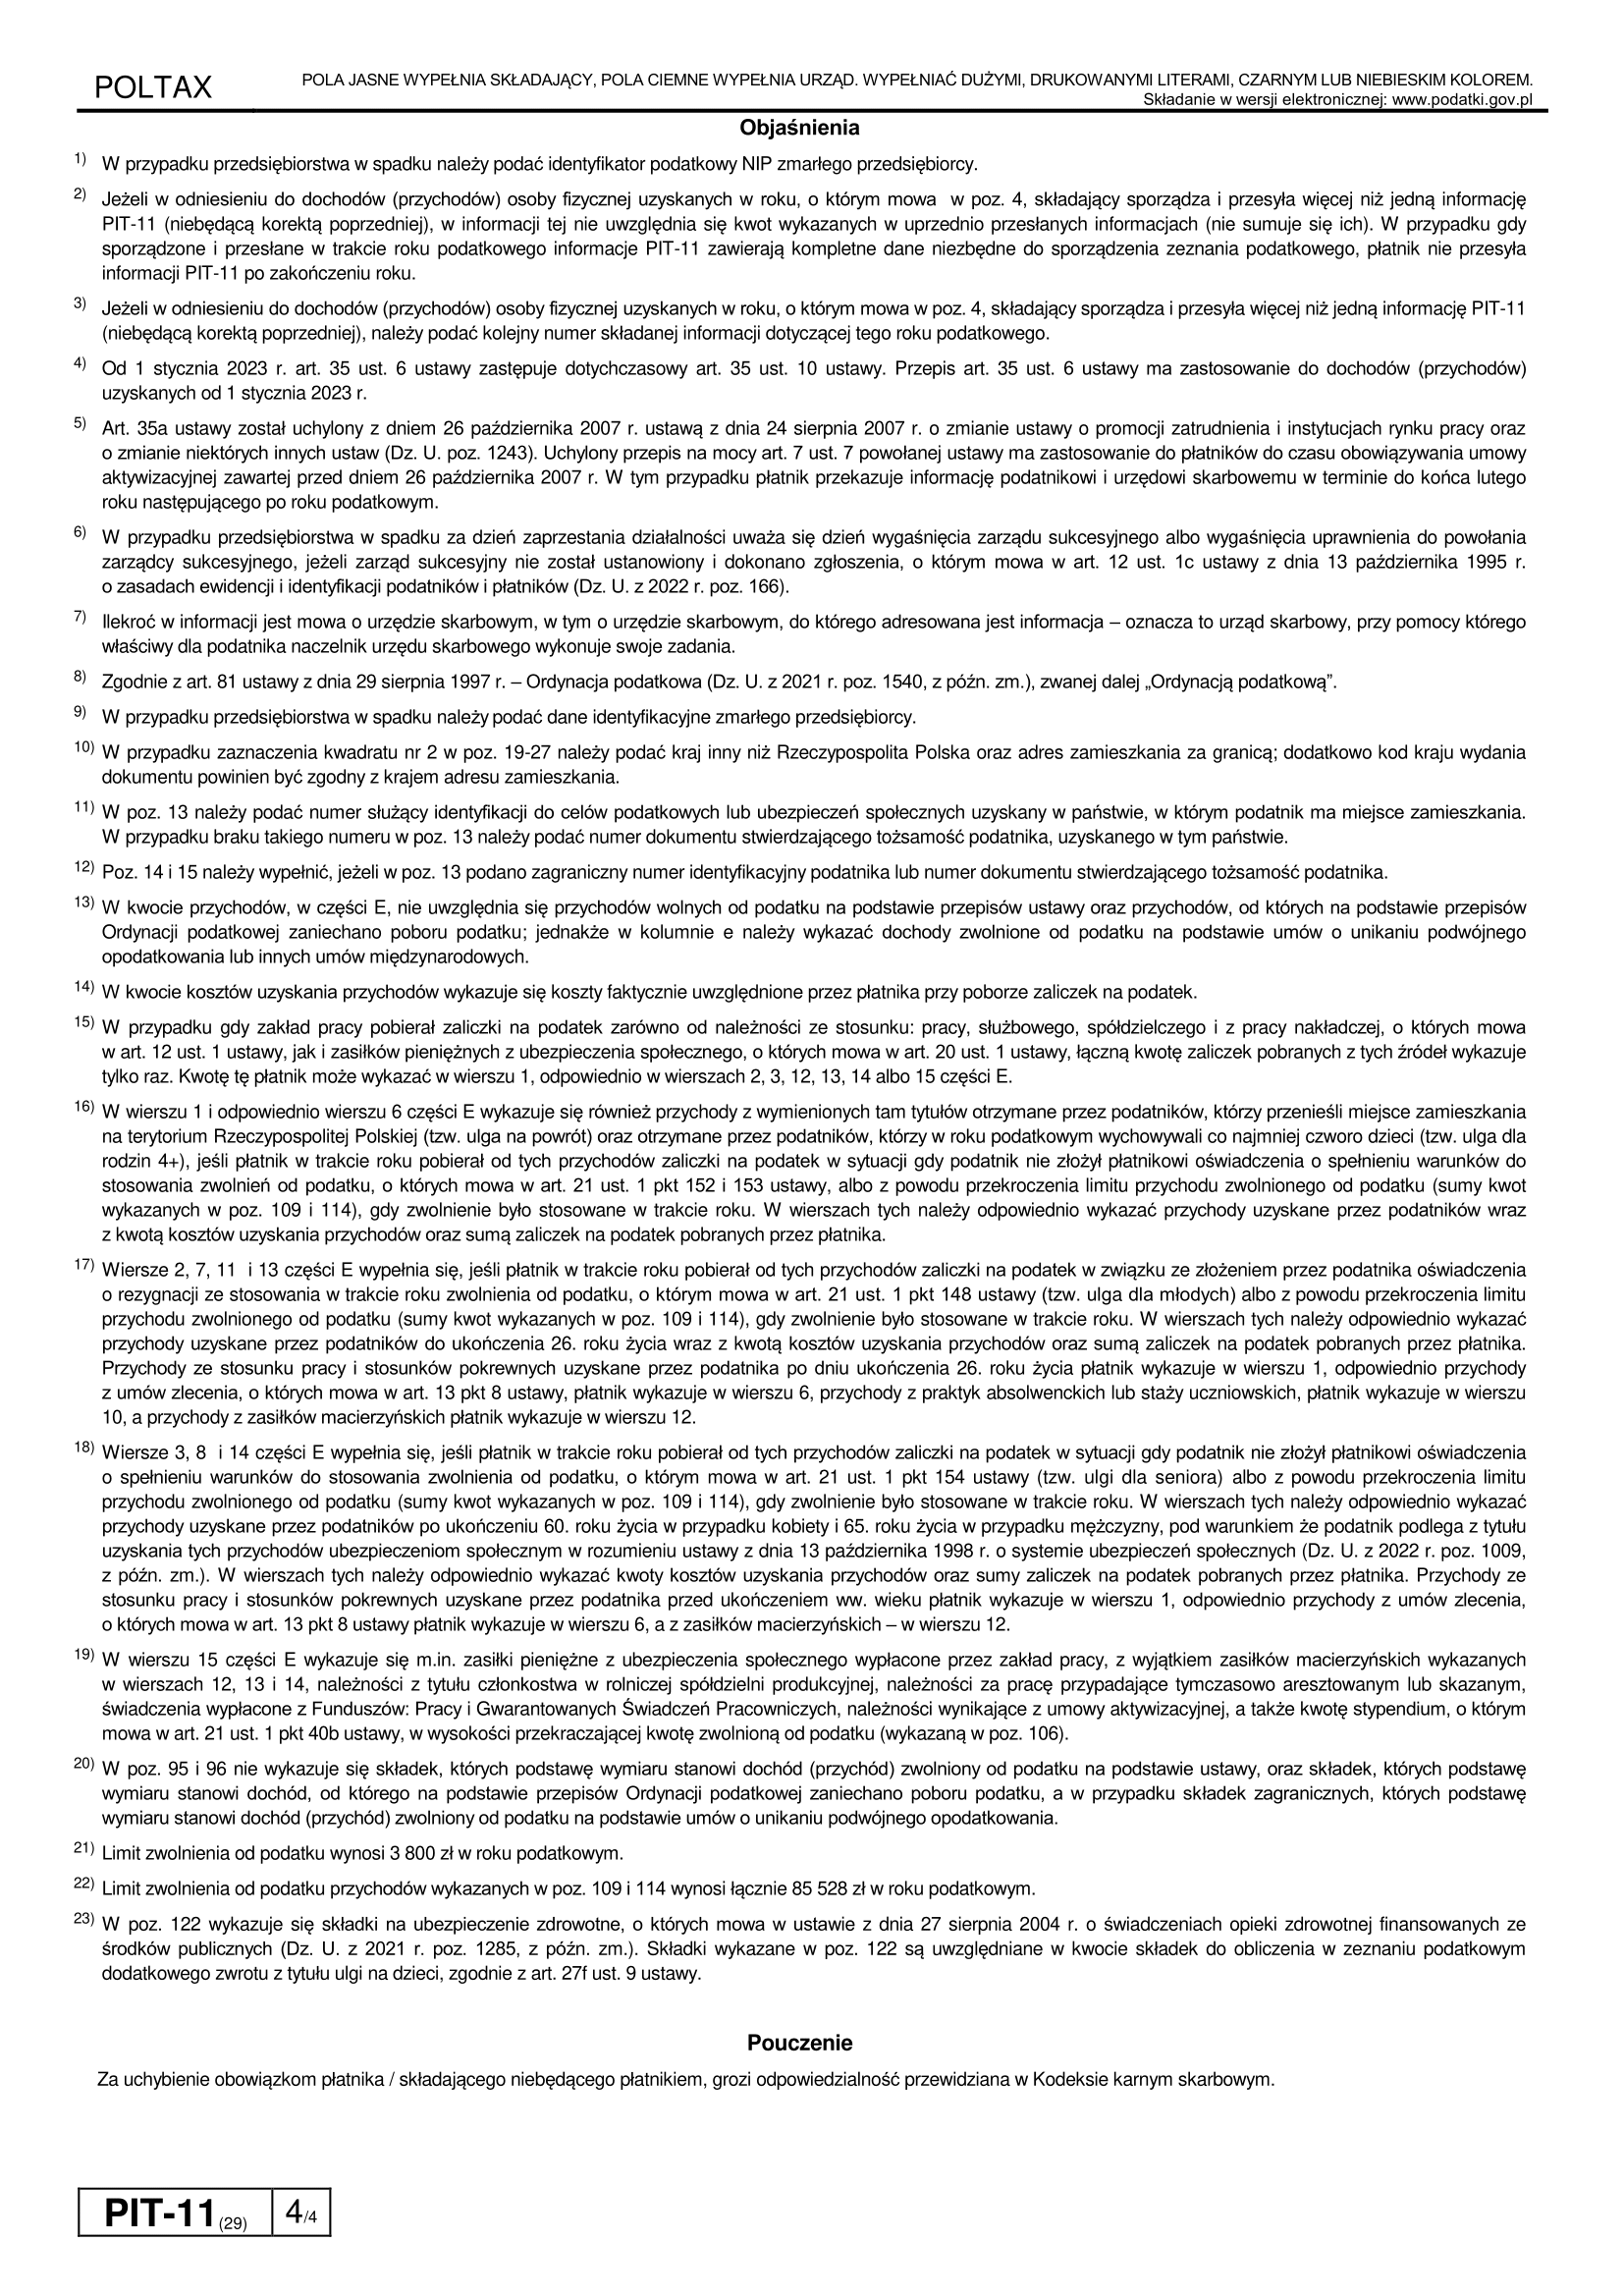 POLTAX
POLA JASNE WYPEŁNIA SKŁADAJĄCY, POLA CIEMNE WYPEŁNIA URZĄD. WYPEŁNIAĆ DUŻYMI, DRUKOWANYMI LITERAMI, CZARNYM LUB NIEBIESKIM KOLOREM.
Składanie w wersji elektronicznej: www.podatki.gov.pl
Objaśnienia
1) W przypadku przedsiębiorstwa w spadku należy podać identyfikator podatkowy NIP zmarłego przedsiębiorcy.
2) Jeżeli w odniesieniu do dochodów (przychodów) osoby fizycznej uzyskanych w roku, o którym mowa w poz. 4, składający sporządza i przesyła więcej niż jedną informację
PIT-11 (niebędącą korektą poprzedniej), w informacji tej nie uwzględnia się kwot wykazanych w uprzednio przesłanych informacjach (nie sumuje się ich). W przypadku gdy
sporządzone i przesłane w trakcie roku podatkowego informacje PIT-11 zawierają kompletne dane niezbędne do sporządzenia zeznania podatkowego, płatnik nie przesyła
informacji PIT-11 po zakończeniu roku.
3) Jeżeli w odniesieniu do dochodów (przychodów) osoby fizycznej uzyskanych w roku, o którym mowa w poz. 4, składający sporządza i przesyła więcej niż jedną informację PIT-11
(niebędącą korektą poprzedniej), należy podać kolejny numer składanej informacji dotyczącej tego roku podatkowego.
4) Od 1 stycznia 2023 r. art. 35 ust. 6 ustawy zastępuje dotychczasowy art. 35 ust. 10 ustawy. Przepis art. 35 ust. 6 ustawy ma zastosowanie do dochodów (przychodów)
uzyskanych od 1 stycznia 2023 r.
5) Art. 35a ustawy został uchylony z dniem 26 października 2007 r. ustawą z dnia 24 sierpnia 2007 r. o zmianie ustawy o promocji zatrudnienia i instytucjach rynku pracy oraz
o zmianie niektórych innych ustaw (Dz. U. poz. 1243). Uchylony przepis na mocy art. 7 ust. 7 powołanej ustawy ma zastosowanie do płatników do czasu obowiązywania umowy
aktywizacyjnej zawartej przed dniem 26 października 2007 r. W tym przypadku płatnik przekazuje informację podatnikowi i urzędowi skarbowemu w terminie do końca lutego
roku następującego po roku podatkowym.
6) W przypadku przedsiębiorstwa w spadku za dzień zaprzestania działalności uważa się dzień wygaśnięcia zarządu sukcesyjnego albo wygaśnięcia uprawnienia do powołania
zarządcy sukcesyjnego, jeżeli zarząd sukcesyjny nie został ustanowiony i dokonano zgłoszenia, o którym mowa w art. 12 ust. 1c ustawy z dnia 13 października 1995 r.
o zasadach ewidencji i identyfikacji podatników i płatników (Dz. U. z 2022 r. poz. 166).
7) Ilekroć w informacji jest mowa o urzędzie skarbowym, w tym o urzędzie skarbowym, do którego adresowana jest informacja – oznacza to urząd skarbowy, przy pomocy którego
właściwy dla podatnika naczelnik urzędu skarbowego wykonuje swoje zadania.
8) Zgodnie z art. 81 ustawy z dnia 29 sierpnia 1997 r. – Ordynacja podatkowa (Dz. U. z 2021 r. poz. 1540, z późn. zm.), zwanej dalej „Ordynacją podatkową”.
9) W przypadku przedsiębiorstwa w spadku należy podać dane identyfikacyjne zmarłego przedsiębiorcy.
10) W przypadku zaznaczenia kwadratu nr 2 w poz. 19-27 należy podać kraj inny niż Rzeczypospolita Polska oraz adres zamieszkania za granicą; dodatkowo kod kraju wydania
dokumentu powinien być zgodny z krajem adresu zamieszkania.
11) W poz. 13 należy podać numer służący identyfikacji do celów podatkowych lub ubezpieczeń społecznych uzyskany w państwie, w którym podatnik ma miejsce zamieszkania.
W przypadku braku takiego numeru w poz. 13 należy podać numer dokumentu stwierdzającego tożsamość podatnika, uzyskanego w tym państwie.
12) Poz. 14 i 15 należy wypełnić, jeżeli w poz. 13 podano zagraniczny numer identyfikacyjny podatnika lub numer dokumentu stwierdzającego tożsamość podatnika.
13) W kwocie przychodów, w części E, nie uwzględnia się przychodów wolnych od podatku na podstawie przepisów ustawy oraz przychodów, od których na podstawie przepisów
Ordynacji podatkowej zaniechano poboru podatku; jednakże w kolumnie e należy wykazać dochody zwolnione od podatku na podstawie umów o unikaniu podwójnego
opodatkowania lub innych umów międzynarodowych.
14) W kwocie kosztów uzyskania przychodów wykazuje się koszty faktycznie uwzględnione przez płatnika przy poborze zaliczek na podatek.
15) W przypadku gdy zakład pracy pobierał zaliczki na podatek zarówno od należności ze stosunku: pracy, służbowego, spółdzielczego i z pracy nakładczej, o których mowa
w art. 12 ust. 1 ustawy, jak i zasiłków pieniężnych z ubezpieczenia społecznego, o których mowa w art. 20 ust. 1 ustawy, łączną kwotę zaliczek pobranych z tych źródeł wykazuje
tylko raz. Kwotę tę płatnik może wykazać w wierszu 1, odpowiednio w wierszach 2, 3, 12, 13, 14 albo 15 części E.
16) W wierszu 1 i odpowiednio wierszu 6 części E wykazuje się również przychody z wymienionych tam tytułów otrzymane przez podatników, którzy przenieśli miejsce zamieszkania
na terytorium Rzeczypospolitej Polskiej (tzw. ulga na powrót) oraz otrzymane przez podatników, którzy w roku podatkowym wychowywali co najmniej czworo dzieci (tzw. ulga dla
rodzin 4+), jeśli płatnik w trakcie roku pobierał od tych przychodów zaliczki na podatek w sytuacji gdy podatnik nie złożył płatnikowi oświadczenia o spełnieniu warunków do
stosowania zwolnień od podatku, o których mowa w art. 21 ust. 1 pkt 152 i 153 ustawy, albo z powodu przekroczenia limitu przychodu zwolnionego od podatku (sumy kwot
wykazanych w poz. 109 i 114), gdy zwolnienie było stosowane w trakcie roku. W wierszach tych należy odpowiednio wykazać przychody uzyskane przez podatników wraz
z kwotą kosztów uzyskania przychodów oraz sumą zaliczek na podatek pobranych przez płatnika.
17) Wiersze 2, 7, 11 i 13 części E wypełnia się, jeśli płatnik w trakcie roku pobierał od tych przychodów zaliczki na podatek w związku ze złożeniem przez podatnika oświadczenia
o rezygnacji ze stosowania w trakcie roku zwolnienia od podatku, o którym mowa w art. 21 ust. 1 pkt 148 ustawy (tzw. ulga dla młodych) albo z powodu przekroczenia limitu
przychodu zwolnionego od podatku (sumy kwot wykazanych w poz. 109 i 114), gdy zwolnienie było stosowane w trakcie roku. W wierszach tych należy odpowiednio wykazać
przychody uzyskane przez podatników do ukończenia 26. roku życia wraz z kwotą kosztów uzyskania przychodów oraz sumą zaliczek na podatek pobranych przez płatnika.
Przychody ze stosunku pracy i stosunków pokrewnych uzyskane przez podatnika po dniu ukończenia 26. roku życia płatnik wykazuje w wierszu 1, odpowiednio przychody
z umów zlecenia, o których mowa w art. 13 pkt 8 ustawy, płatnik wykazuje w wierszu 6, przychody z praktyk absolwenckich lub staży uczniowskich, płatnik wykazuje w wierszu
10, a przychody z zasiłków macierzyńskich płatnik wykazuje w wierszu 12.
18) Wiersze 3, 8 i 14 części E wypełnia się, jeśli płatnik w trakcie roku pobierał od tych przychodów zaliczki na podatek w sytuacji gdy podatnik nie złożył płatnikowi oświadczenia
o spełnieniu warunków do stosowania zwolnienia od podatku, o którym mowa w art. 21 ust. 1 pkt 154 ustawy (tzw. ulgi dla seniora) albo z powodu przekroczenia limitu
przychodu zwolnionego od podatku (sumy kwot wykazanych w poz. 109 i 114), gdy zwolnienie było stosowane w trakcie roku. W wierszach tych należy odpowiednio wykazać
przychody uzyskane przez podatników po ukończeniu 60. roku życia w przypadku kobiety i 65. roku życia w przypadku mężczyzny, pod warunkiem że podatnik podlega z tytułu
uzyskania tych przychodów ubezpieczeniom społecznym w rozumieniu ustawy z dnia 13 października 1998 r. o systemie ubezpieczeń społecznych (Dz. U. z 2022 r. poz. 1009,
z późn. zm.). W wierszach tych należy odpowiednio wykazać kwoty kosztów uzyskania przychodów oraz sumy zaliczek na podatek pobranych przez płatnika. Przychody ze
stosunku pracy i stosunków pokrewnych uzyskane przez podatnika przed ukończeniem ww. wieku płatnik wykazuje w wierszu 1, odpowiednio przychody z umów zlecenia,
o których mowa w art. 13 pkt 8 ustawy płatnik wykazuje w wierszu 6, a z zasiłków macierzyńskich – w wierszu 12.
19) W wierszu 15 części E wykazuje się m.in. zasiłki pieniężne z ubezpieczenia społecznego wypłacone przez zakład pracy, z wyjątkiem zasiłków macierzyńskich wykazanych
w wierszach 12, 13 i 14, należności z tytułu członkostwa w rolniczej spółdzielni produkcyjnej, należności za pracę przypadające tymczasowo aresztowanym lub skazanym,
świadczenia wypłacone z Funduszów: Pracy i Gwarantowanych Świadczeń Pracowniczych, należności wynikające z umowy aktywizacyjnej, a także kwotę stypendium, o którym
mowa w art. 21 ust. 1 pkt 40b ustawy, w wysokości przekraczającej kwotę zwolnioną od podatku (wykazaną w poz. 106).
20) W poz. 95 i 96 nie wykazuje się składek, których podstawę wymiaru stanowi dochód (przychód) zwolniony od podatku na podstawie ustawy, oraz składek, których podstawę
wymiaru stanowi dochód, od którego na podstawie przepisów Ordynacji podatkowej zaniechano poboru podatku, a w przypadku składek zagranicznych, których podstawę
wymiaru stanowi dochód (przychód) zwolniony od podatku na podstawie umów o unikaniu podwójnego opodatkowania.
21) Limit zwolnienia od podatku wynosi 3 800 zł w roku podatkowym.
22) Limit zwolnienia od podatku przychodów wykazanych w poz. 109 i 114 wynosi łącznie 85 528 zł w roku podatkowym.
23) W poz. 122 wykazuje się składki na ubezpieczenie zdrowotne, o których mowa w ustawie z dnia 27 sierpnia 2004 r. o świadczeniach opieki zdrowotnej finansowanych ze
środków publicznych (Dz. U. z 2021 r. poz. 1285, z późn. zm.). Składki wykazane w poz. 122 są uwzględniane w kwocie składek do obliczenia w zeznaniu podatkowym
dodatkowego zwrotu z tytułu ulgi na dzieci, zgodnie z art. 27f ust. 9 ustawy.
Pouczenie
Za uchybienie obowiązkom płatnika / składającego niebędącego płatnikiem, grozi odpowiedzialność przewidziana w Kodeksie karnym skarbowym.
PIT-11(29) 4/4